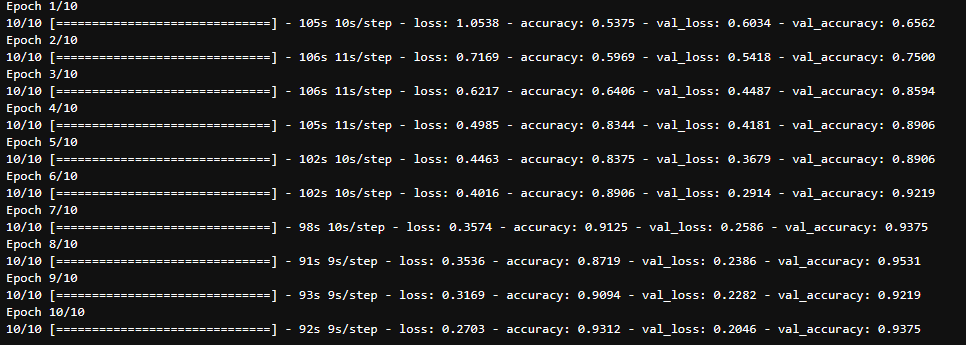 Epoch 1/10
10/10 [==============================] - 105s 10s/step - loss: 1.0538 - accuracy: 0.5375 - val_loss: 0.6034 - val_accuracy: 0.6562
Epoch 2/10
10/10 [==============================] - 106s 11s/step - loss: 0.7169 - accuracy: 0.5969 - val_loss: 0.5418 - val_accuracy: 0.7500
Epoch 3/10
10/10 [==============================] - 106s 11s/step - loss: 0.6217 - accuracy: 0.6406 - val_loss: 0.4487 - val_accuracy: 0.8594
Epoch 4/10
10/10 [==============================] - 105s 11s/step - loss: 0.4985 - accuracy: 0.8344 - val_loss: 0.4181 - val_accuracy: 0.8906
Epoch 5/10
10/10 [==============================] - 102s 10s/step - loss: 0.4463 - accuracy: 0.8375 - val_loss: 0.3679 - val_accuracy: 0.8906
Epoch 6/10
10/10 [==============================] - 102s 10s/step - loss: 0.4016 - accuracy: 0.8906 - val_loss: 0.2914 - val_accuracy: 0.9219
Epoch 7/10
10/10 [==============================] - 98s 10s/step - loss: 0.3574 - accuracy: 0.9125 - val_loss: 0.2586 - val_accuracy: 0.9375
Epoch 8/10
10/10 [==============================] - 91s 9s/step - loss: 0.3536 - accuracy: 0.8719 - val_loss: 0.2386 - val_accuracy: 0.9531
Epoch 9/10
10/10 [==============================] - 93s 9s/step - loss: 0.3169 - accuracy: 0.9094 - val_loss: 0.2282 - val_accuracy: 0.9219
Epoch 10/10
10/10 [==============================] - 92s 9s/step - loss: 0.2703 - accuracy: 0.9312 - val_loss: 0.2046 - val_accuracy: 0.9375